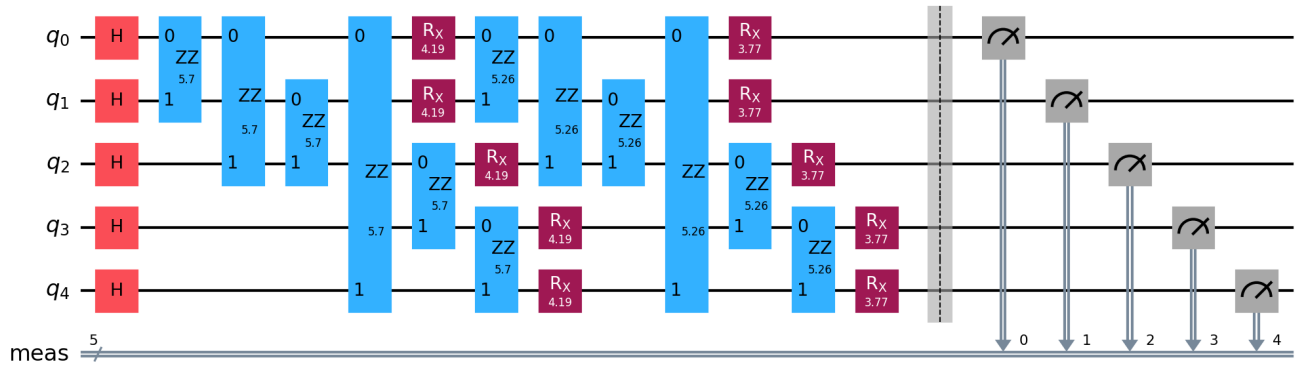 q0 H 0 0 0 RX 4.19 0 0 0 RX 3.77
ZZ 5.7 ZZ 5.26
q1 H 1 ZZ 5.7 0 RX 4.19 1 ZZ 5.26 0 RX 3.77
ZZ 5.7 ZZ 5.26
q2 H 1 1 ZZ 0 RX 4.19 1 1 ZZ 0 RX 3.77
ZZ 5.7 ZZ 5.26
q3 H 5.7 1 0 RX 4.19 5.26 1 0 RX 3.77
ZZ 5.7 ZZ 5.26
q4 H 1 1 RX 4.19 1 1 RX 3.77
meas 5 0 1 2 3 4